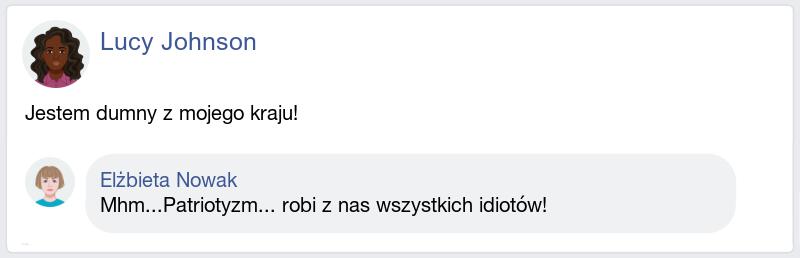 Lucy Johnson
Jestem dumny z mojego kraju!
Elżbieta Nowak
Mhm...Patriotyzm... robi z nas wszystkich idiotów!